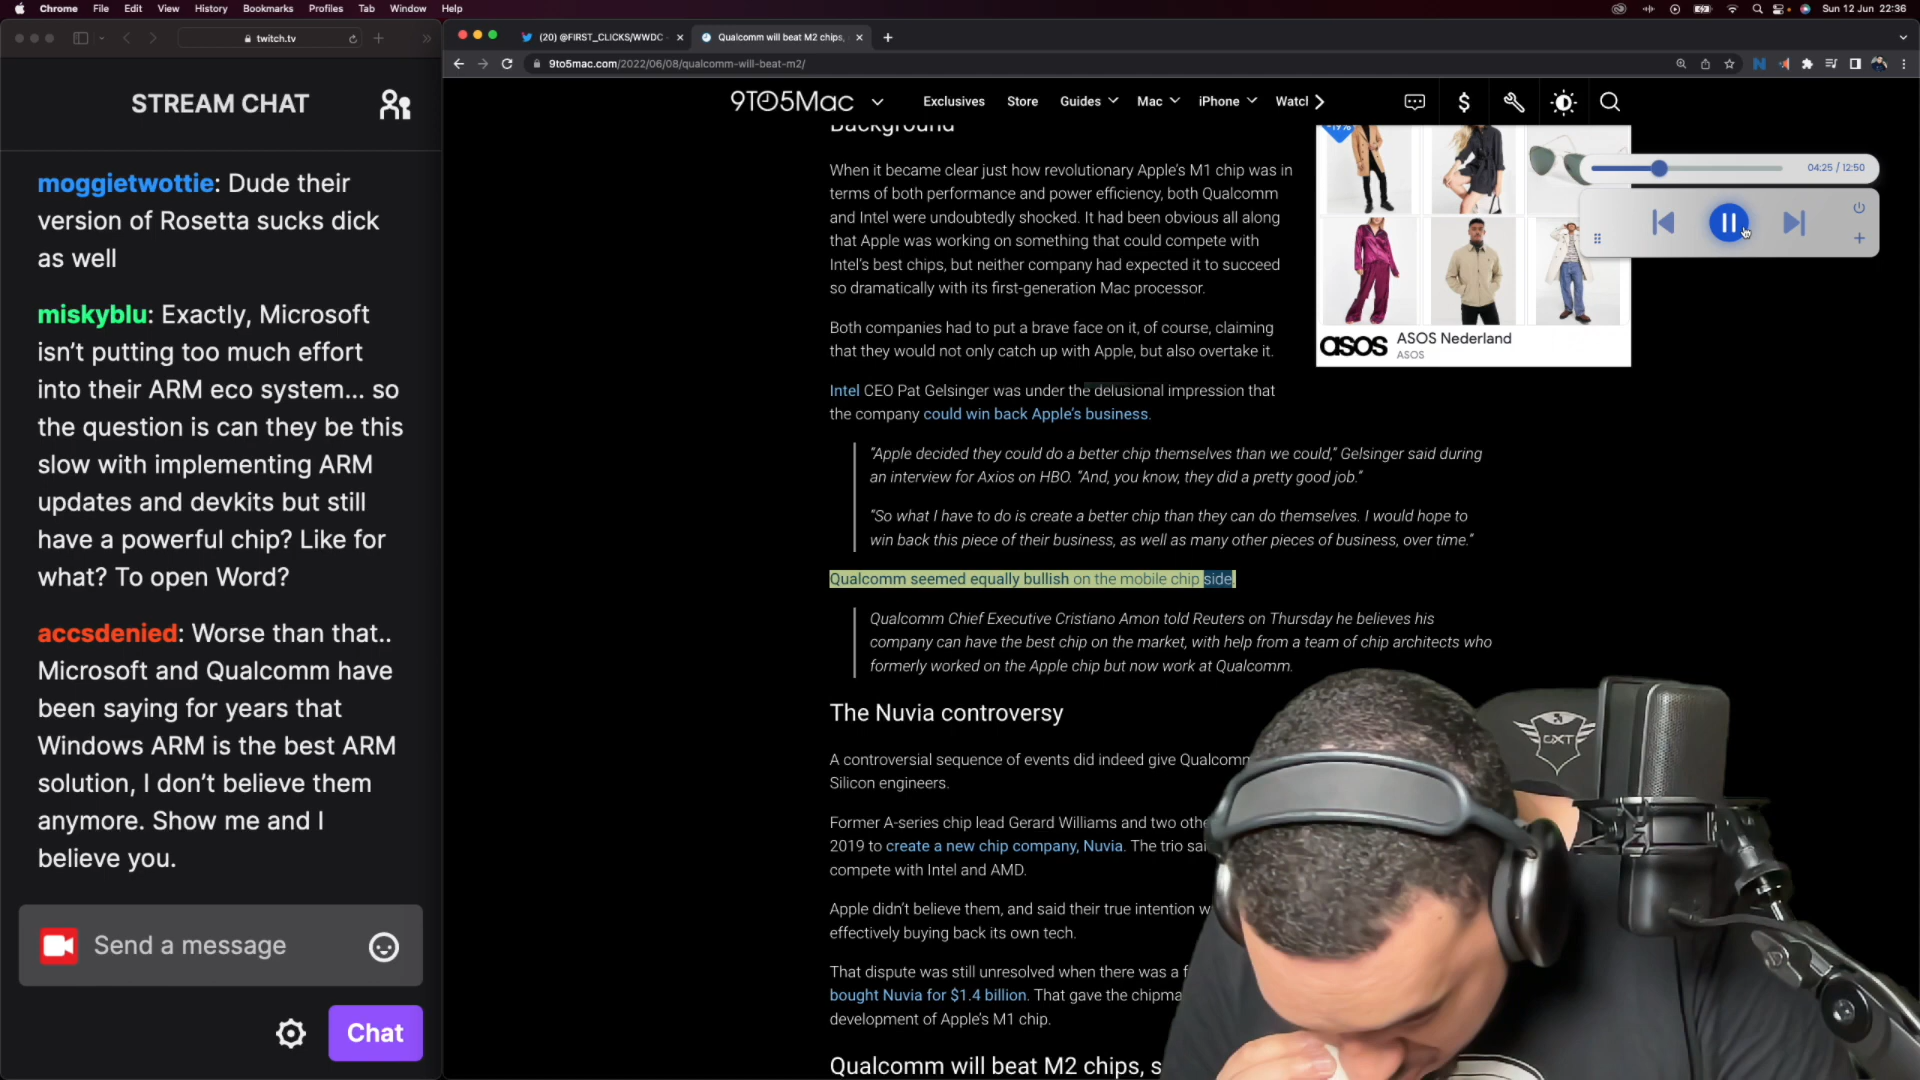 Chrome File Edit View History Bookmarks Profiles Tab Window Help
Sun 12 Jun 22:36
twitch.tv
(20) @FIRST_CLICKS/WWDC
Qualcomm will beat M2 chips,
9to5mac.com/2022/06/08/qualcomm-will-beat-m2/
STREAM CHAT
moggietwottie: Dude their
version of Rosetta sucks dick
as well
miskyblu: Exactly, Microsoft
isn't putting too much effort
into their ARM eco system... so
the question is can they be this
slow with implementing ARM
updates and devkits but still
have a powerful chip? Like for
what? To open Word?
accsdenied: Worse than that..
Microsoft and Qualcomm have
been saying for years that
Windows ARM is the best ARM
solution, I don't believe them
anymore. Show me and I
believe you.
Send a message
Chat
9TO5Mac
Exclusives Store Guides Mac iPhone Watcl
Background
When it became clear just how revolutionary Apple's M1 chip was in
terms of both performance and power efficiency, both Qualcomm
and Intel were undoubtedly shocked. It had been obvious all along
that Apple was working on something that could compete with
Intel's best chips, but neither company had expected it to succeed
so dramatically with its first-generation Mac processor.
Both companies had to put a brave face on it, of course, claiming
that they would not only catch up with Apple, but also overtake it.
Intel CEO Pat Gelsinger was under the delusional impression that
the company could win back Apple's business.
"Apple decided they could do a better chip themselves than we could," Gelsinger said during
an interview for Axios on HBO. "And, you know, they did a pretty good job."
"So what I have to do is create a better chip than they can do themselves. I would hope to
win back this piece of their business, as well as many other pieces of business, over time."
Qualcomm seemed equally bullish on the mobile chip side.
Qualcomm Chief Executive Cristiano Amon told Reuters on Thursday he believes his
company can have the best chip on the market, with help from a team of chip architects who
formerly worked on the Apple chip but now work at Qualcomm.
The Nuvia controversy
A controversial sequence of events did indeed give Qualcomm
Silicon engineers.
Former A-series chip lead Gerard Williams and two othe
2019 to create a new chip company, Nuvia. The trio sai
compete with Intel and AMD.
Apple didn't believe them, and said their true intention w
effectively buying back its own tech.
That dispute was still unresolved when there was a f
bought Nuvia for $1.4 billion. That gave the chipma
development of Apple's M1 chip.
Qualcomm will beat M2 chips, s
-19%
asos
ASOS Nederland
ASOS
04:25 / 12:50
GXT